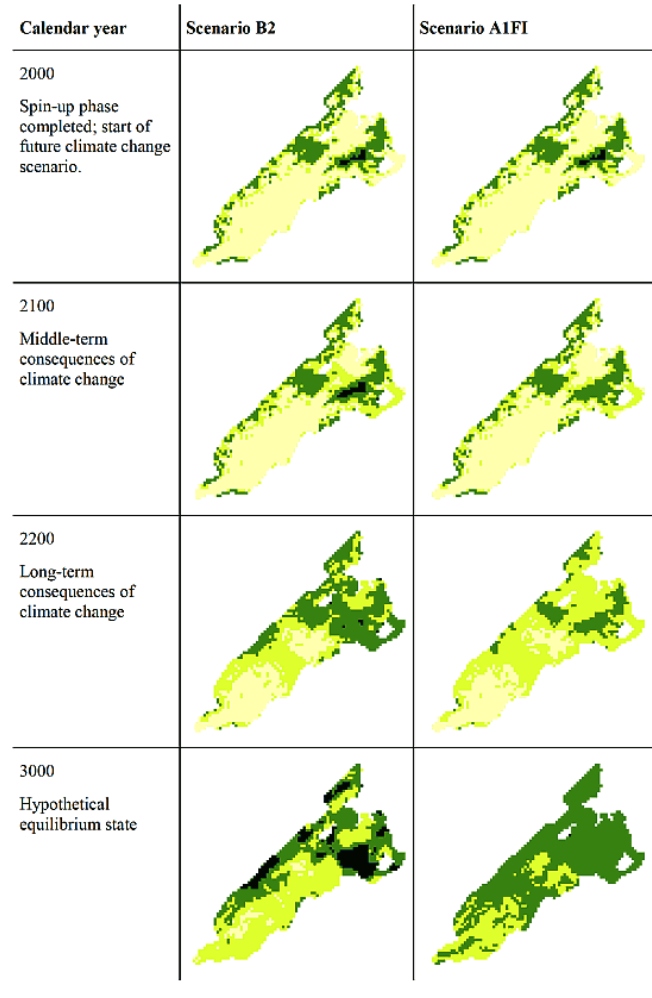 Calendar year
Scenario B2
Scenario A1FI
2000
Spin-up phase
completed; start of
future climate change
scenario.
2100
Middle-term
consequences of
climate change
2200
Long-term
consequences of
climate change
3000
Hypothetical
equilibrium state